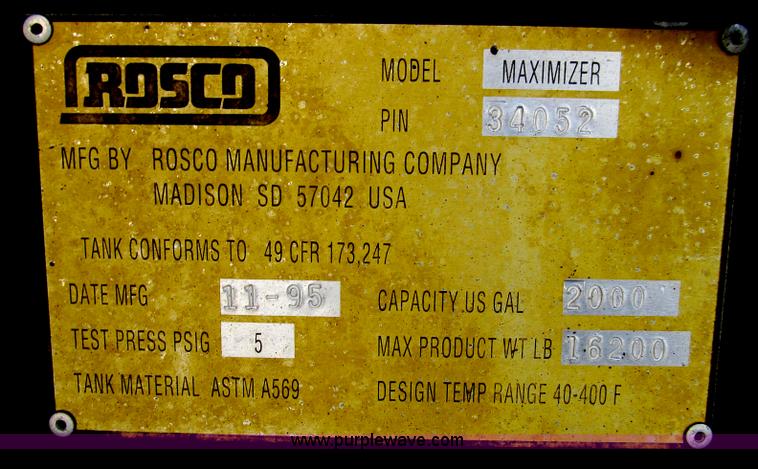 ROSCO
MODEL MAXIMIZER
PIN 34052
MFG BY ROSCO MANUFACTURING COMPANY
MADISON SD 57042 USA
TANK CONFORMS TO 49 CFR 173,247
DATE MFG 11-95 CAPACITY US GAL 2000
TEST PRESS PSIG 5 MAX PRODUCT WT LB 16200
TANK MATERIAL ASTM A569 DESIGN TEMP RANGE 40-400 F
www.purplewave.com